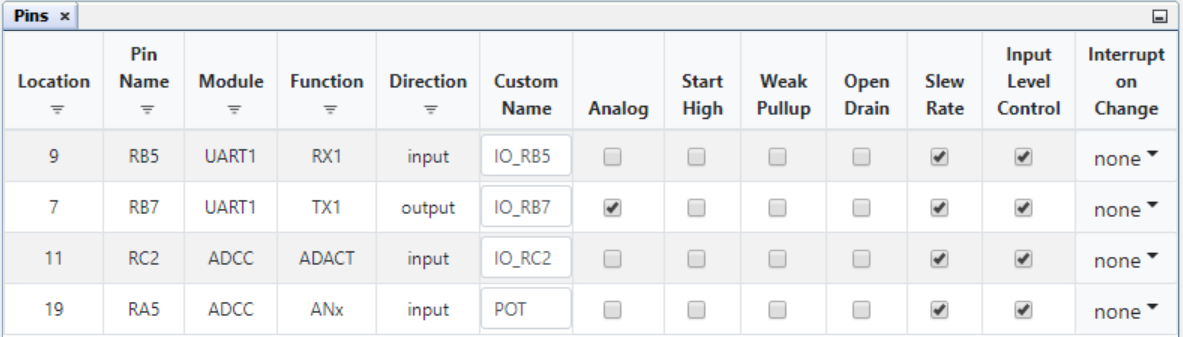 Pins ×
Location Pin Name Module Function Direction Custom Name Analog Start High Weak Pullup Open Drain Slew Rate Input Level Control Interrupt on Change
9 RB5 UART1 RX1 input IO_RB5 none
7 RB7 UART1 TX1 output IO_RB7 none
11 RC2 ADCC ADACT input IO_RC2 none
19 RA5 ADCC ANx input POT none